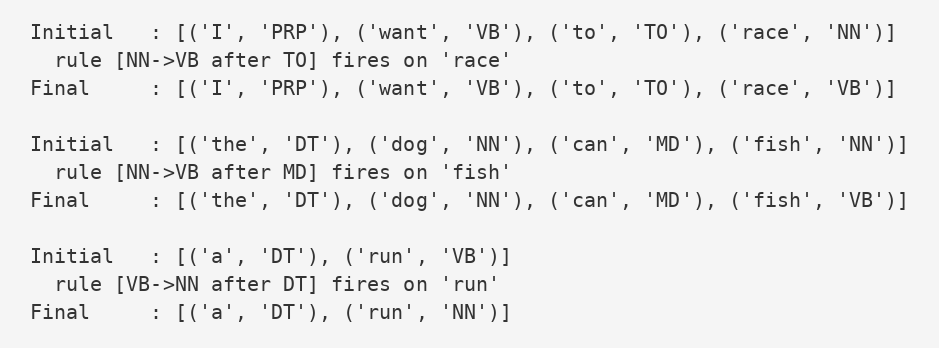 Initial   : [('I', 'PRP'), ('want', 'VB'), ('to', 'TO'), ('race', 'NN')]
  rule [NN->VB after TO] fires on 'race'
Final     : [('I', 'PRP'), ('want', 'VB'), ('to', 'TO'), ('race', 'VB')]

Initial   : [('the', 'DT'), ('dog', 'NN'), ('can', 'MD'), ('fish', 'NN')]
  rule [NN->VB after MD] fires on 'fish'
Final     : [('the', 'DT'), ('dog', 'NN'), ('can', 'MD'), ('fish', 'VB')]

Initial   : [('a', 'DT'), ('run', 'VB')]
  rule [VB->NN after DT] fires on 'run'
Final     : [('a', 'DT'), ('run', 'NN')]